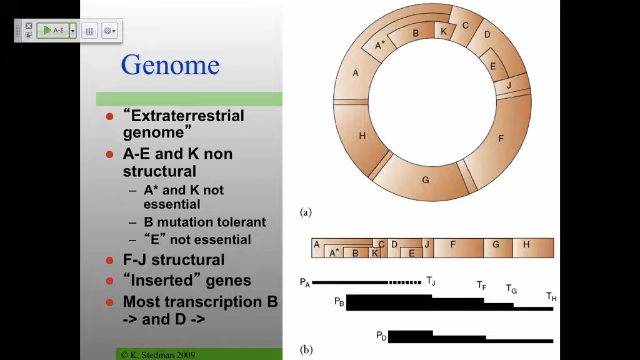 A-E
Genome
“Extraterrestrial
genome”
A-E and K non
structural
– A* and K not
essential
– B mutation tolerant
– “E” not essential
F-J structural
“Inserted” genes
Most transcription B
-> and D ->
© K. Stedman 2009
A* B K C D
A E J
H F
G
(a)
A C D J F G H
A* B K E
PA TJ TF TG TH
PB
PD
(b)